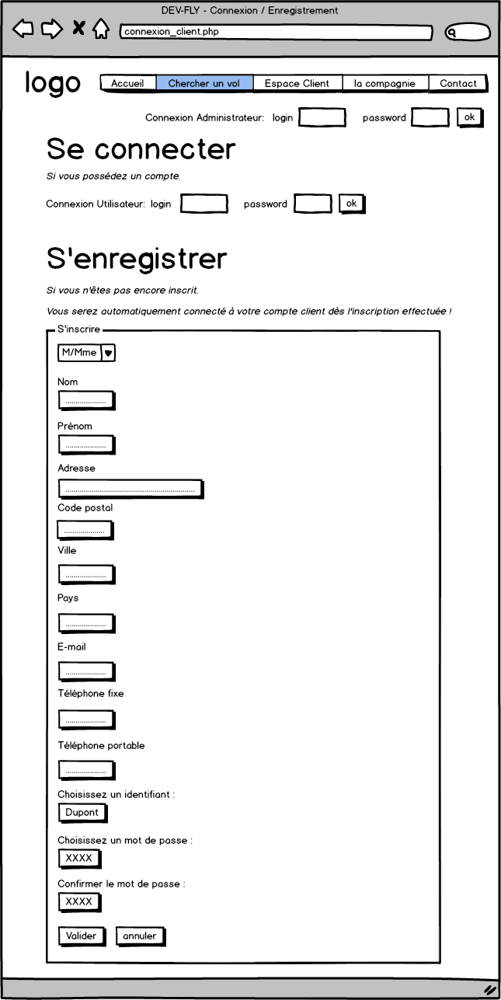 DEV-FLY - Connexion / Enregistrement
connexion_client.php
logo
Accueil Chercher un vol Espace Client la compagnie Contact
Connexion Administrateur: login password ok
Se connecter
Si vous possédez un compte.
Connexion Utilisateur: login password ok
S'enregistrer
Si vous n'êtes pas encore inscrit.
Vous serez automatiquement connecté à votre compte client dès l'inscription effectuée !
S'inscrire
M/Mme
Nom
....................
Prénom
....................
Adresse
................................................................
Code postal
....................
Ville
....................
Pays
....................
E-mail
....................
Téléphone fixe
....................
Téléphone portable
....................
Choisissez un identifiant :
Dupont
Choisissez un mot de passe :
XXXX
Confirmer le mot de passe :
XXXX
Valider annuler